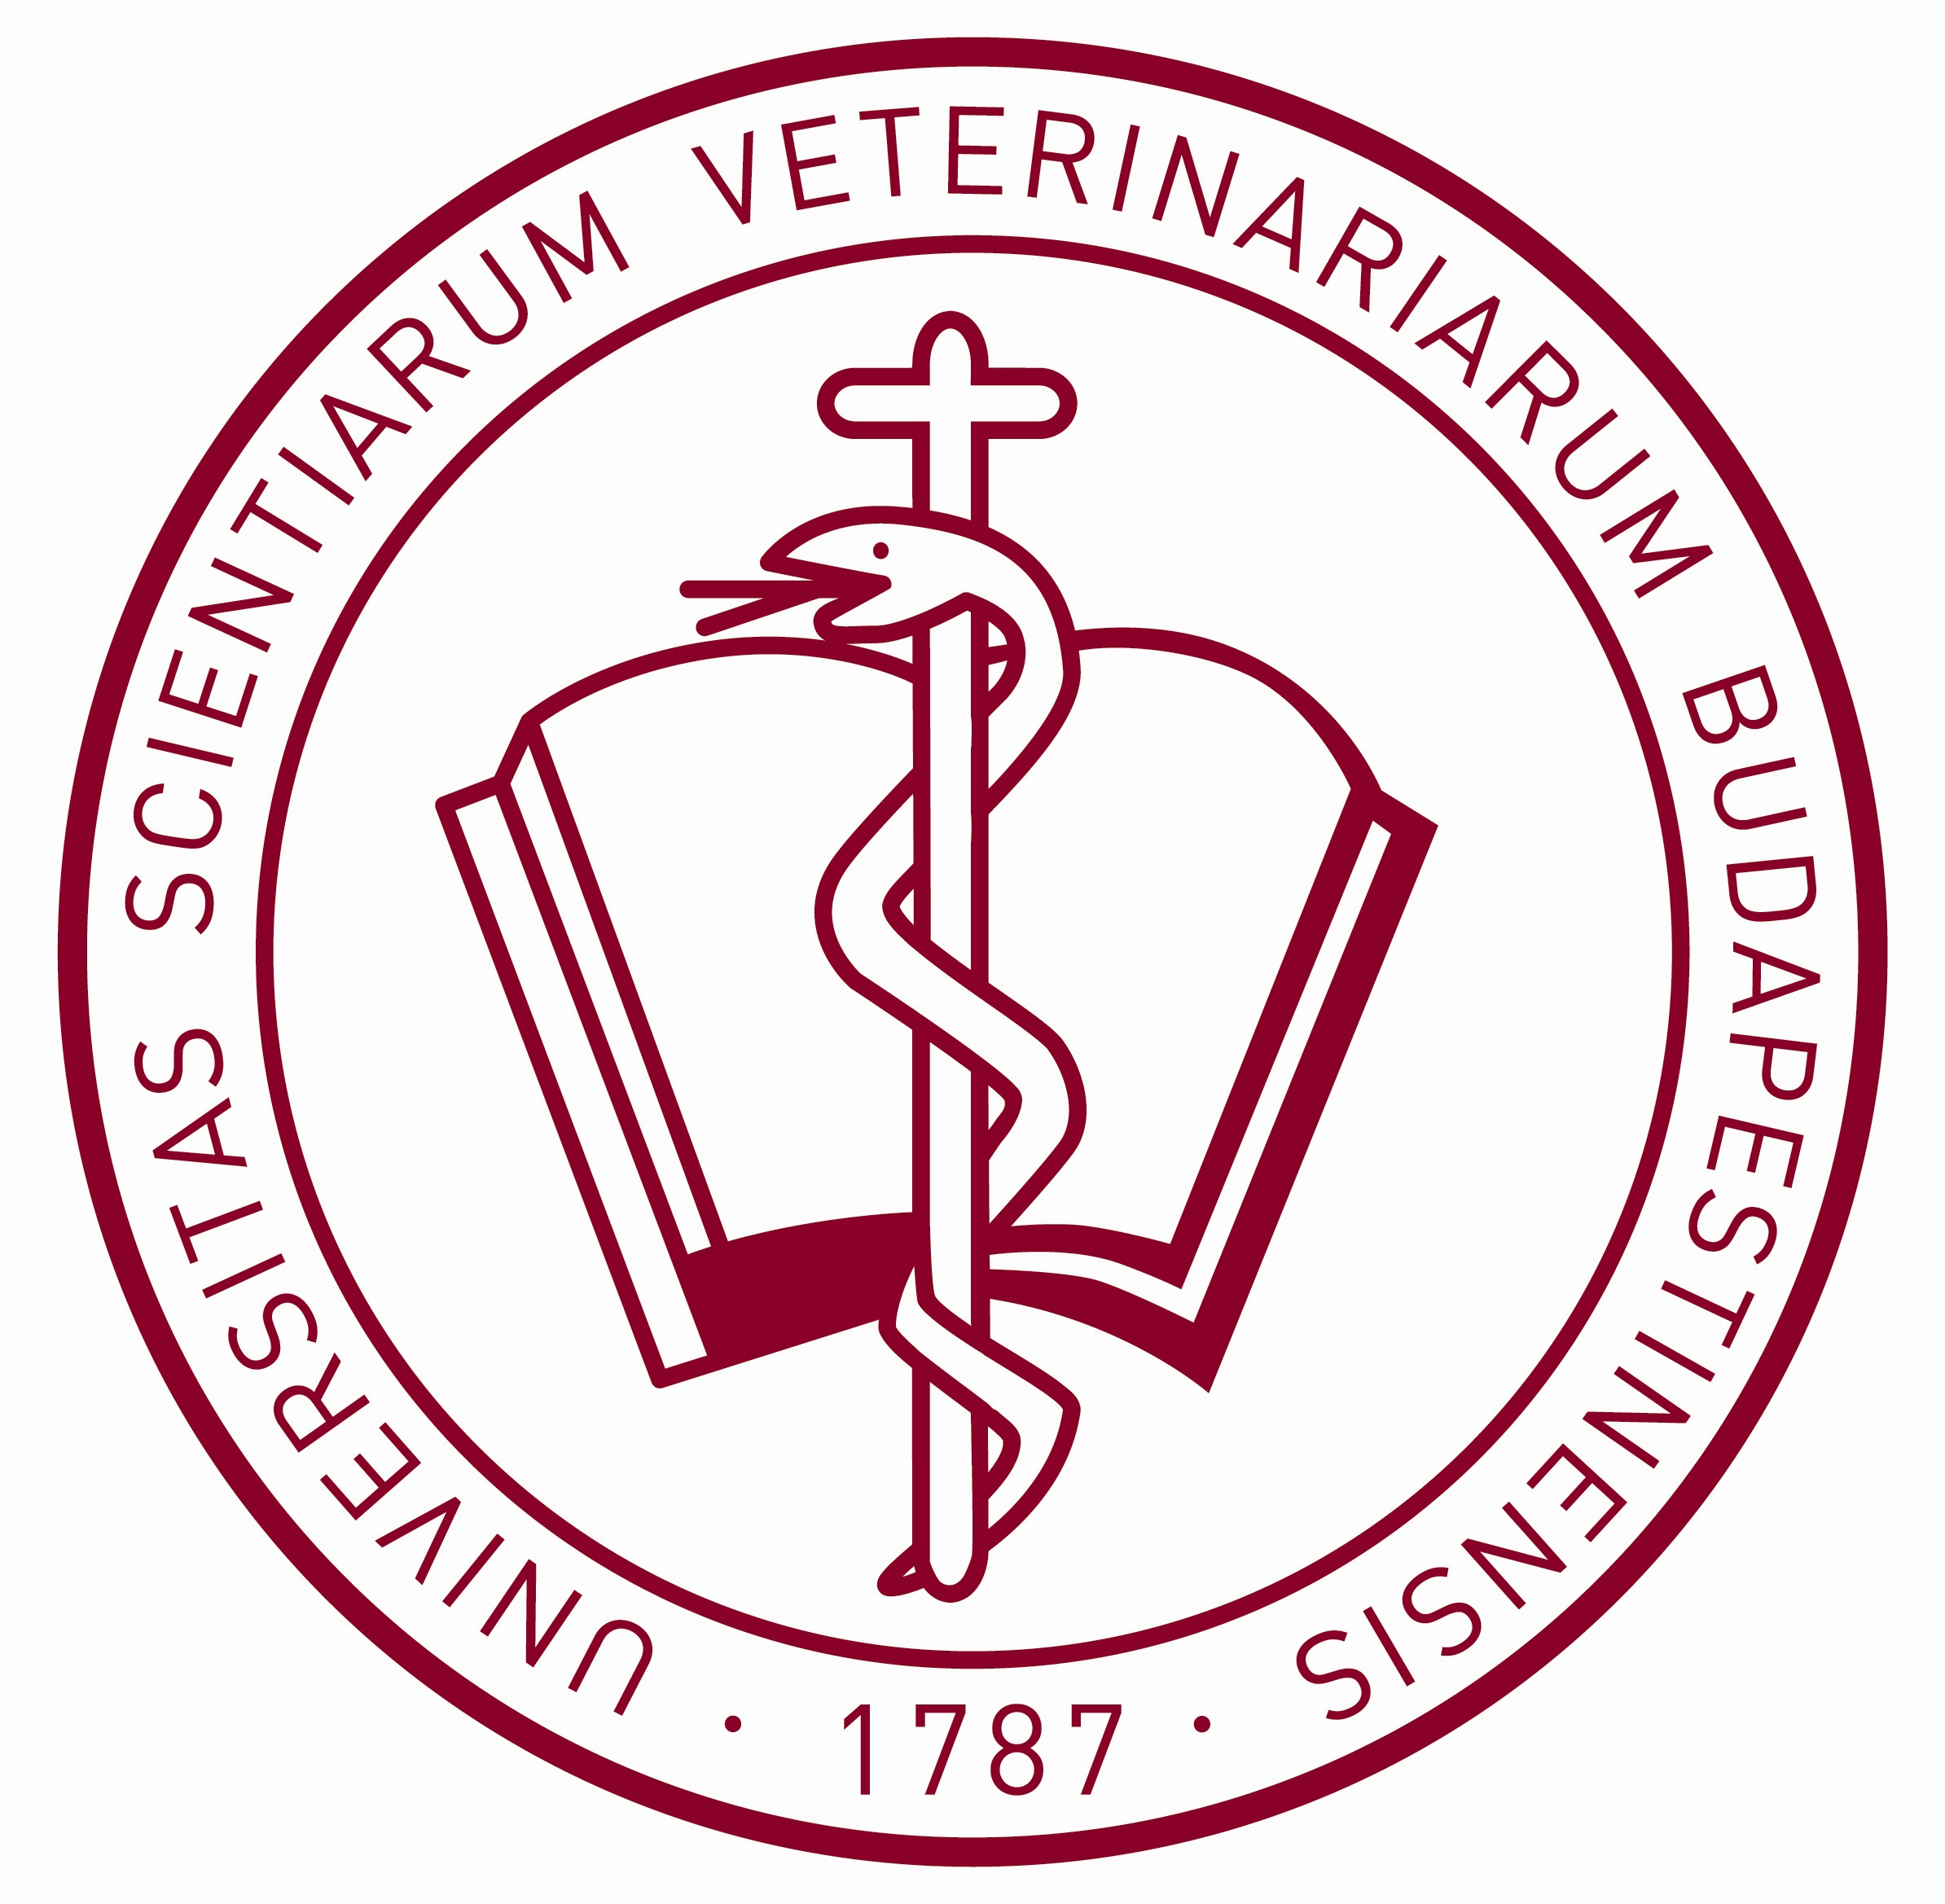 UNIVERSITAS SCIENTIARUM VETERINARIARUM BUDAPESTINENSIS
· 1787 ·